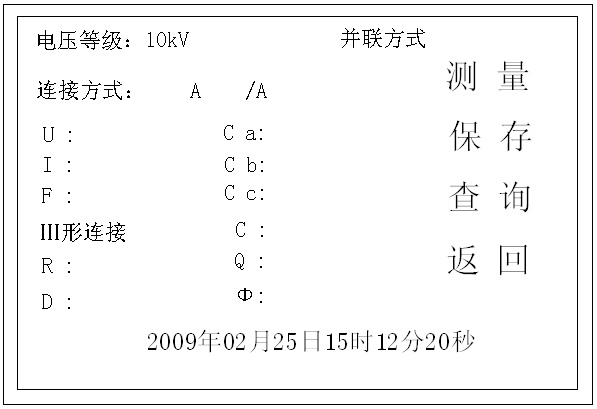 电压等级：10kV 并联方式
连接方式： A /A 测 量
U : C a: 保 存
I : C b:
F : C c: 查 询
III形连接 C :
R : Q : 返 回
D : Φ:
2009年02月25日15时12分20秒